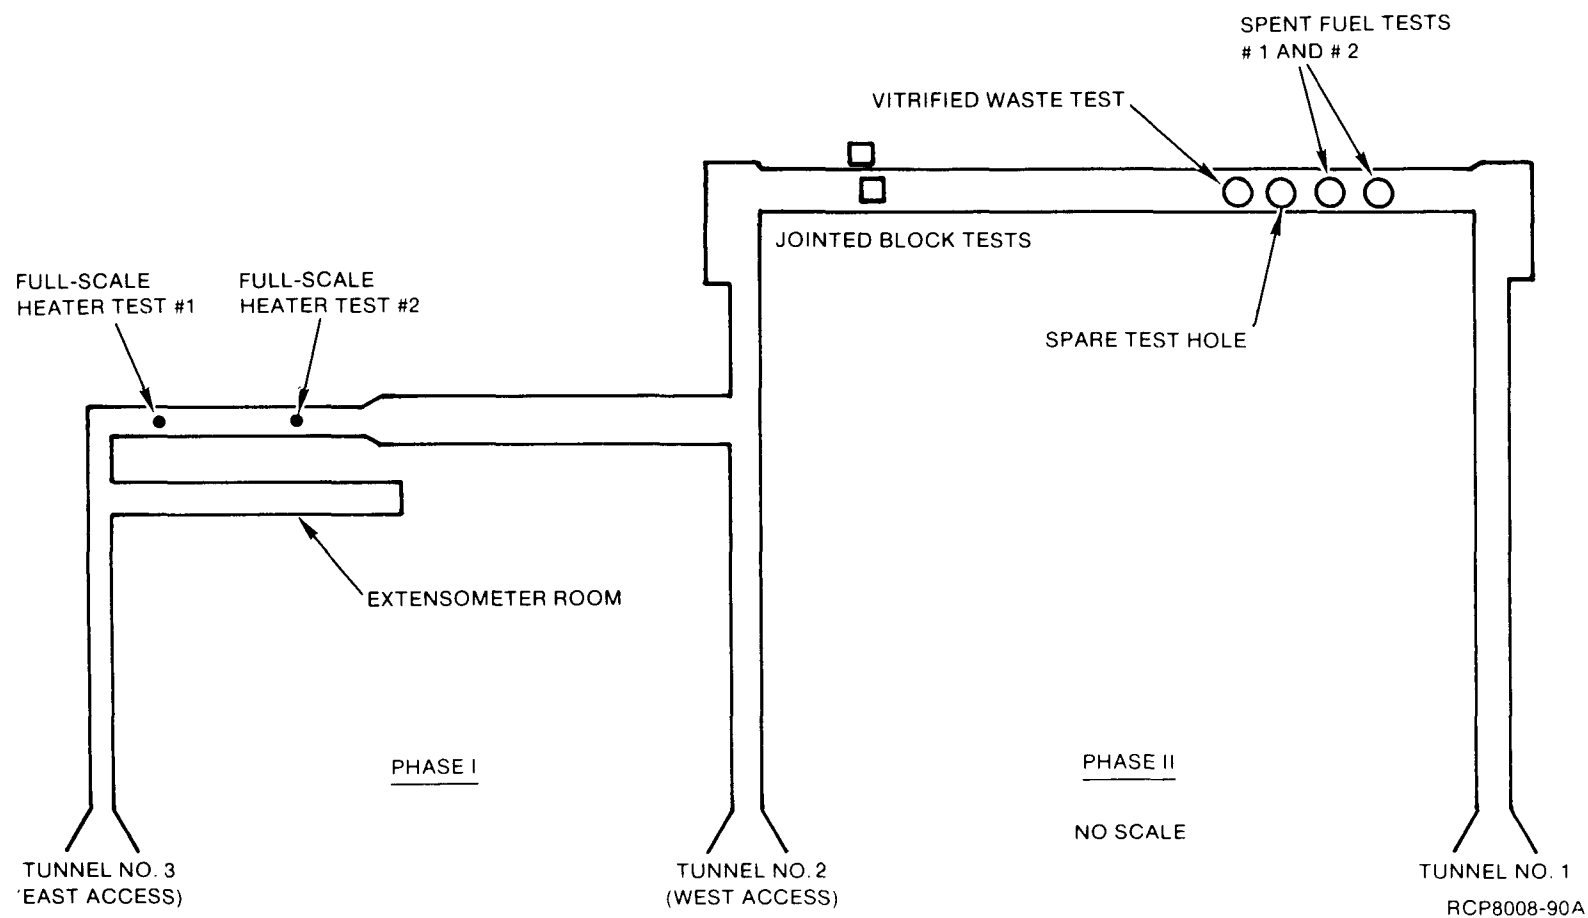 SPENT FUEL TESTS
# 1 AND # 2
VITRIFIED WASTE TEST
JOINTED BLOCK TESTS
FULL-SCALE
HEATER TEST #1
FULL-SCALE
HEATER TEST #2
SPARE TEST HOLE
EXTENSOMETER ROOM
PHASE I
PHASE II
NO SCALE
TUNNEL NO. 3
(EAST ACCESS)
TUNNEL NO. 2
(WEST ACCESS)
TUNNEL NO. 1
RCP8008-90A